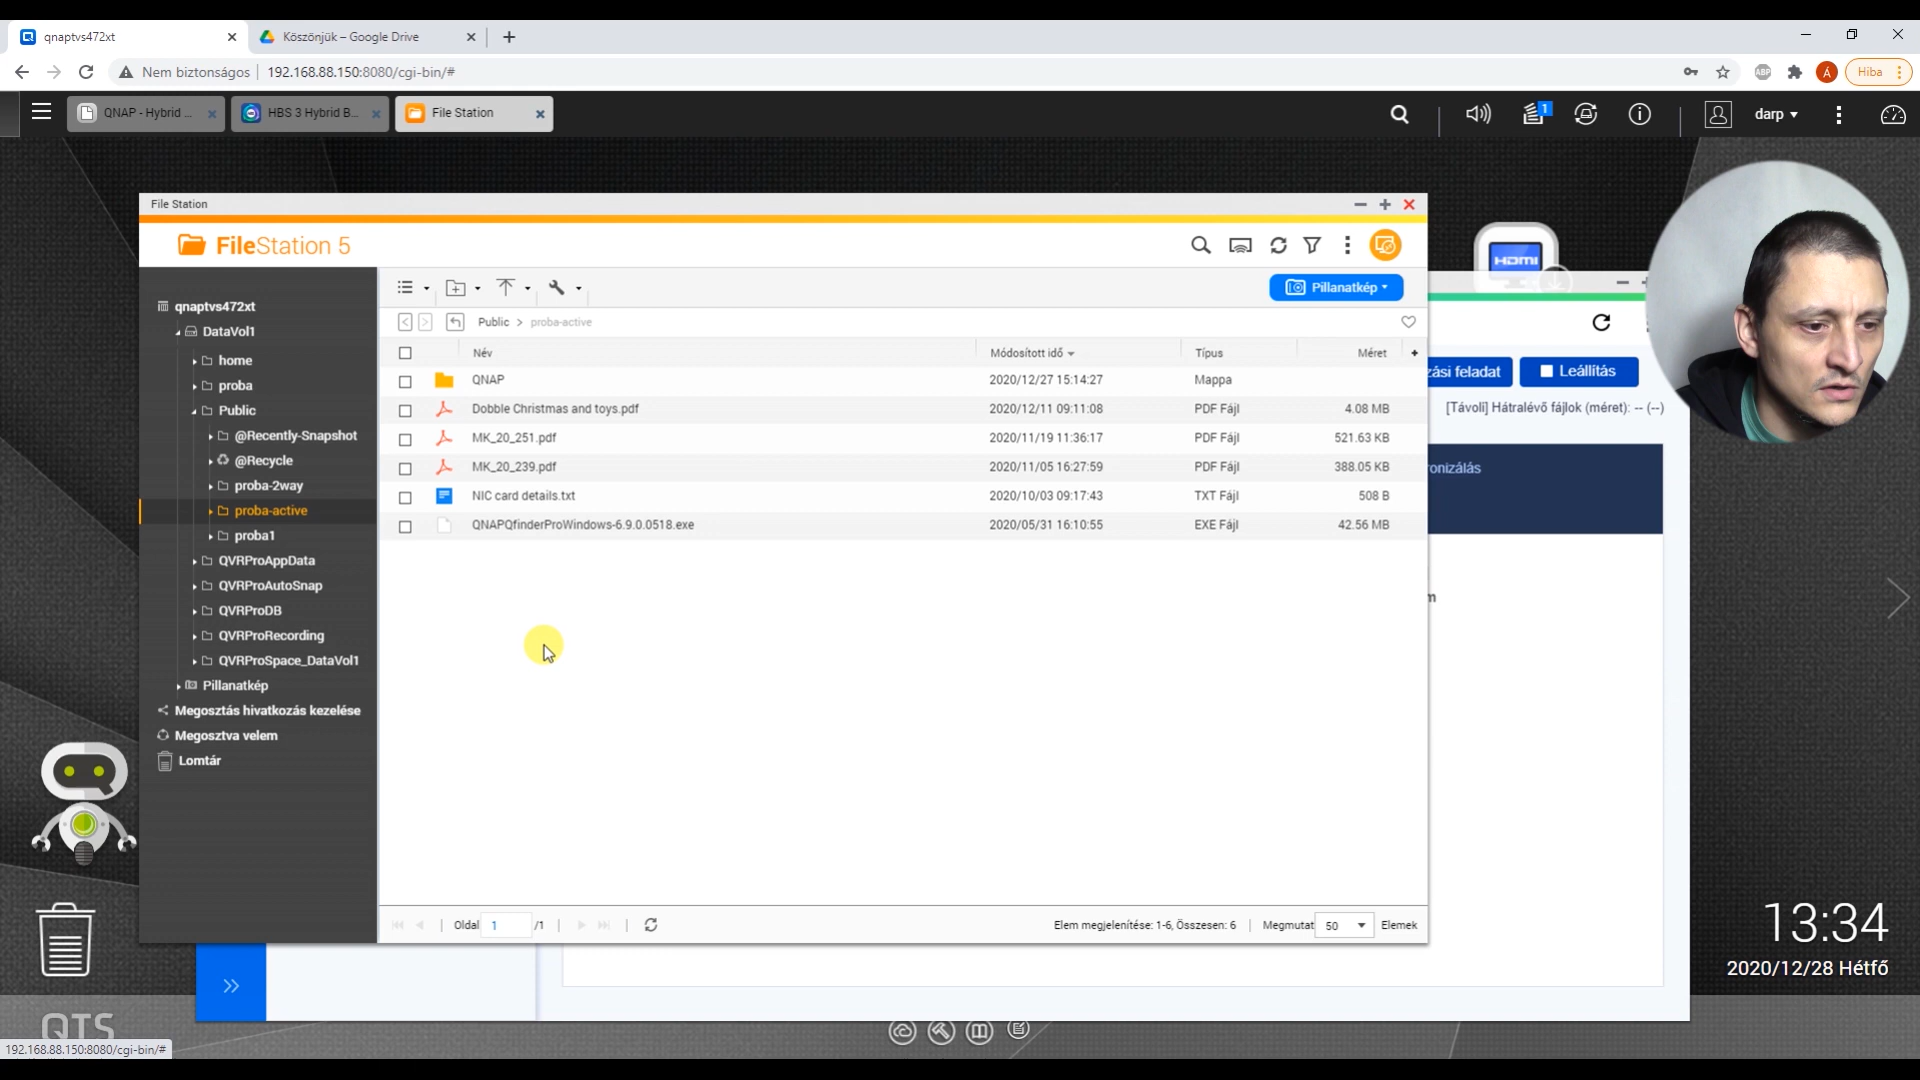 qnaptvs472xt
Köszönjük – Google Drive
Nem biztonságos
192.168.88.150:8080/cgi-bin/#
ABP
Á
Hiba
QNAP - Hybrid ...
HBS 3 Hybrid B...
File Station
1
darp
File Station
FileStation 5
HDMI
Pillanatkép
Public > proba-active
qnaptvs472xt
DataVol1
home
proba
Public
@Recently-Snapshot
@Recycle
proba-2way
proba-active
proba1
QVRProAppData
QVRProAutoSnap
QVRProDB
QVRProRecording
QVRProSpace_DataVol1
Pillanatkép
Megosztás hivatkozás kezelése
Megosztva velem
Lomtár
Név Módosított idő Típus Méret
QNAP 2020/12/27 15:14:27 Mappa
Dobble Christmas and toys.pdf 2020/12/11 09:11:08 PDF Fájl 4.08 MB
MK_20_251.pdf 2020/11/19 11:36:17 PDF Fájl 521.63 KB
MK_20_239.pdf 2020/11/05 16:27:59 PDF Fájl 388.05 KB
NIC card details.txt 2020/10/03 09:17:43 TXT Fájl 508 B
QNAPQfinderProWindows-6.9.0.0518.exe 2020/05/31 16:10:55 EXE Fájl 42.56 MB
zási feladat
Leállítás
[Távoli] Hátralévő fájlok (méret): -- (--)
onizálás
m
Oldal 1 /1
Elem megjelenítése: 1-6, Összesen: 6
Megmutat 50 Elemek
13:34
2020/12/28 Hétfő
QTS
192.168.88.150:8080/cgi-bin/#